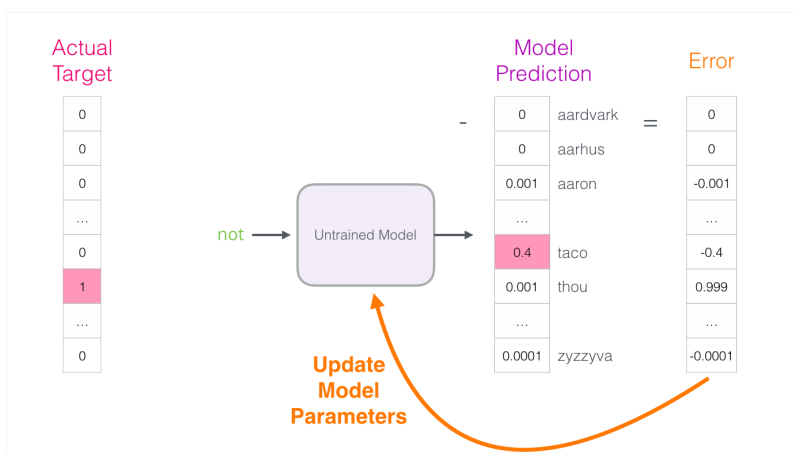 Actual
Target
Model
Prediction
Error
0
- 0 aardvark = 0
0
0 aarhus 0
0
0.001 aaron -0.001
...
...
...
not
Untrained Model
0
0.4 taco -0.4
1
0.001 thou 0.999
...
...
...
0
0.0001 zyzzyva -0.0001
Update
Model
Parameters